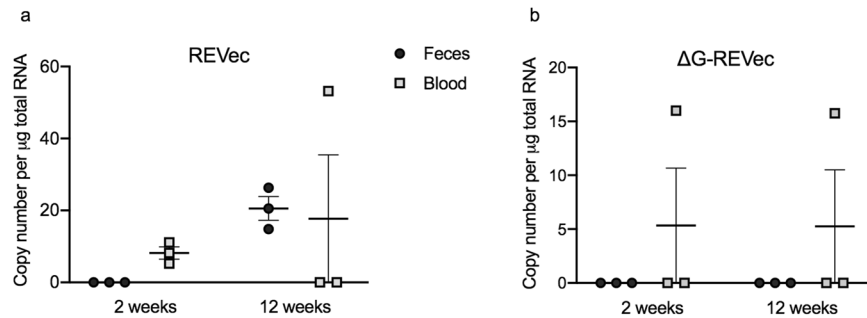 a
REVec
Copy number per μg total RNA
60
40
20
0
2 weeks
12 weeks
Feces
Blood
b
ΔG-REVec
Copy number per μg total RNA
20
15
10
5
0
2 weeks
12 weeks